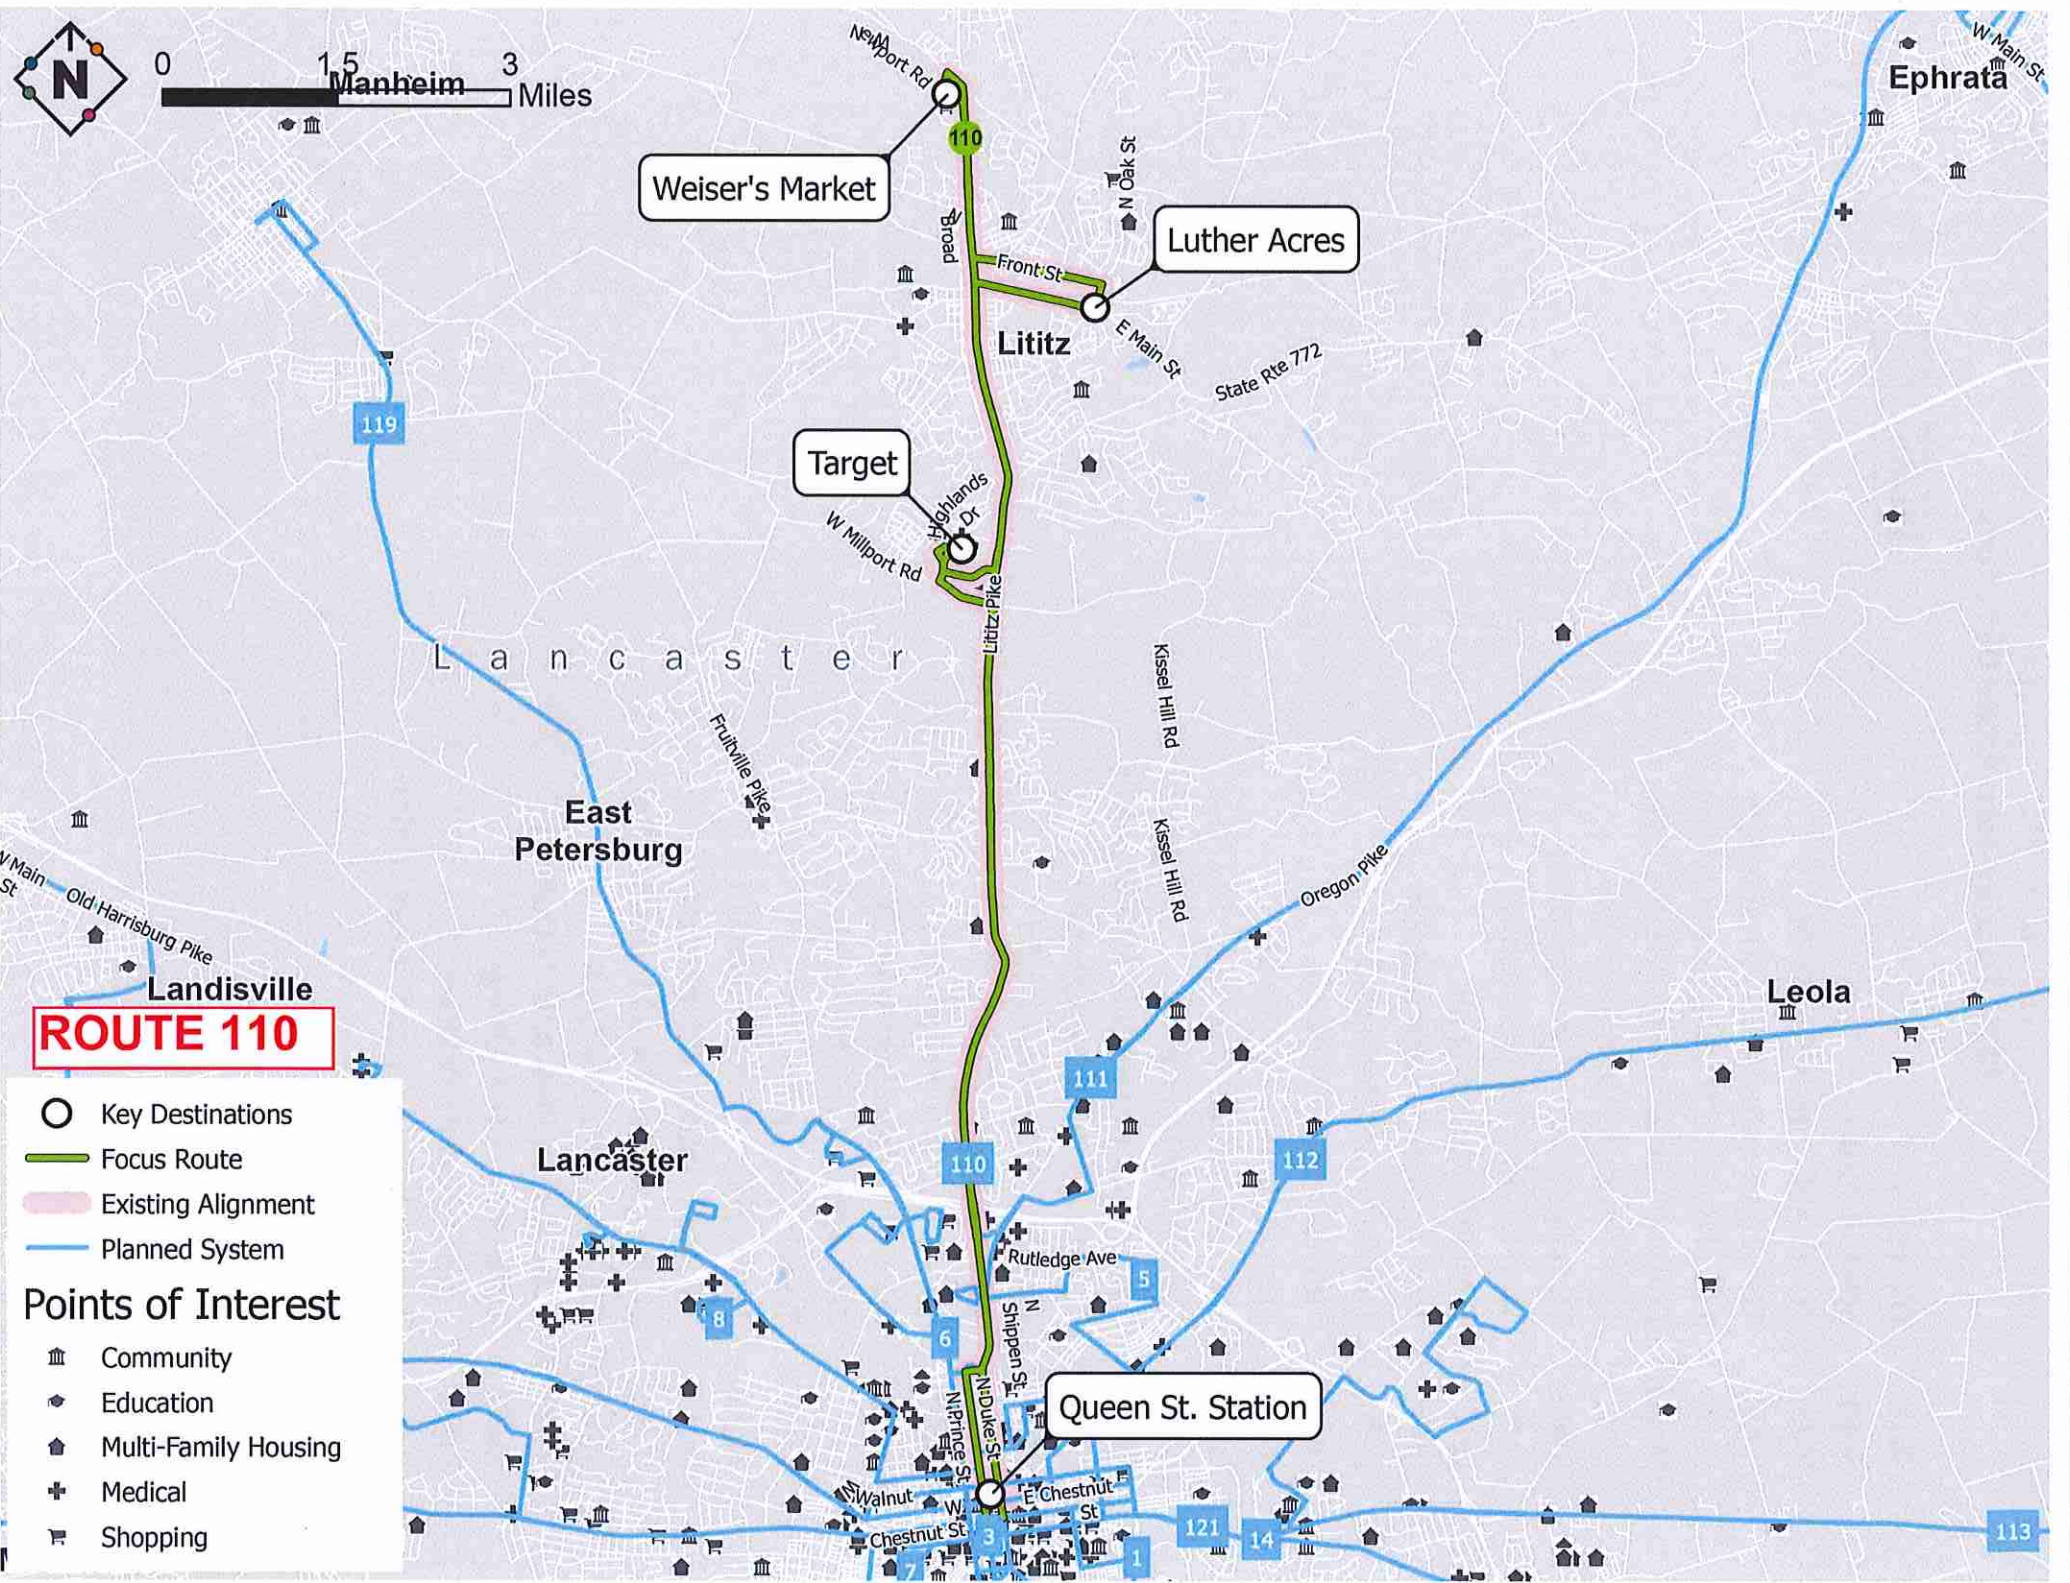 N
0 1.5 3
Miles
Manheim
Newport Rd
110
Weiser's Market
N Oak St
Ephrata
W Main St
Luther Acres
N Broad
Front St
Lititz
E Main St
State Rte 772
119
Target
Highlands
Dr
W Millport Rd
Lititz Pike
Lancaster
Kissel Hill Rd
Fruitville Pike
East
Petersburg
Kissel Hill Rd
Oregon Pike
W Main
St
Old Harrisburg Pike
Landisville
Leola
ROUTE 110
111
110
112
Lancaster
Key Destinations
Focus Route
Existing Alignment
Planned System
Points of Interest
Community
Education
Multi-Family Housing
Medical
Shopping
Rutledge Ave
5
8
6
N
Shippen St
Queen St. Station
N Prince St
N Duke St
Walnut
W
Chestnut St
E Chestnut
St
3
7
1
121
14
113